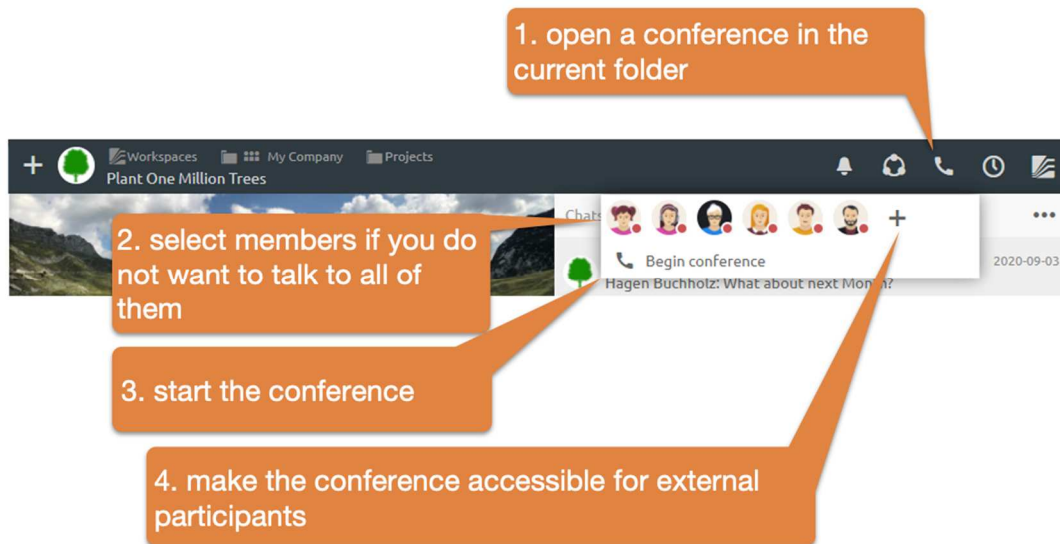 1. open a conference in the
current folder
Workspaces My Company Projects
Plant One Million Trees
Chats
2. select members if you do
not want to talk to all of
them
Begin conference
2020-09-03
Hagen Buchholz: What about next Month?
3. start the conference
4. make the conference accessible for external
participants